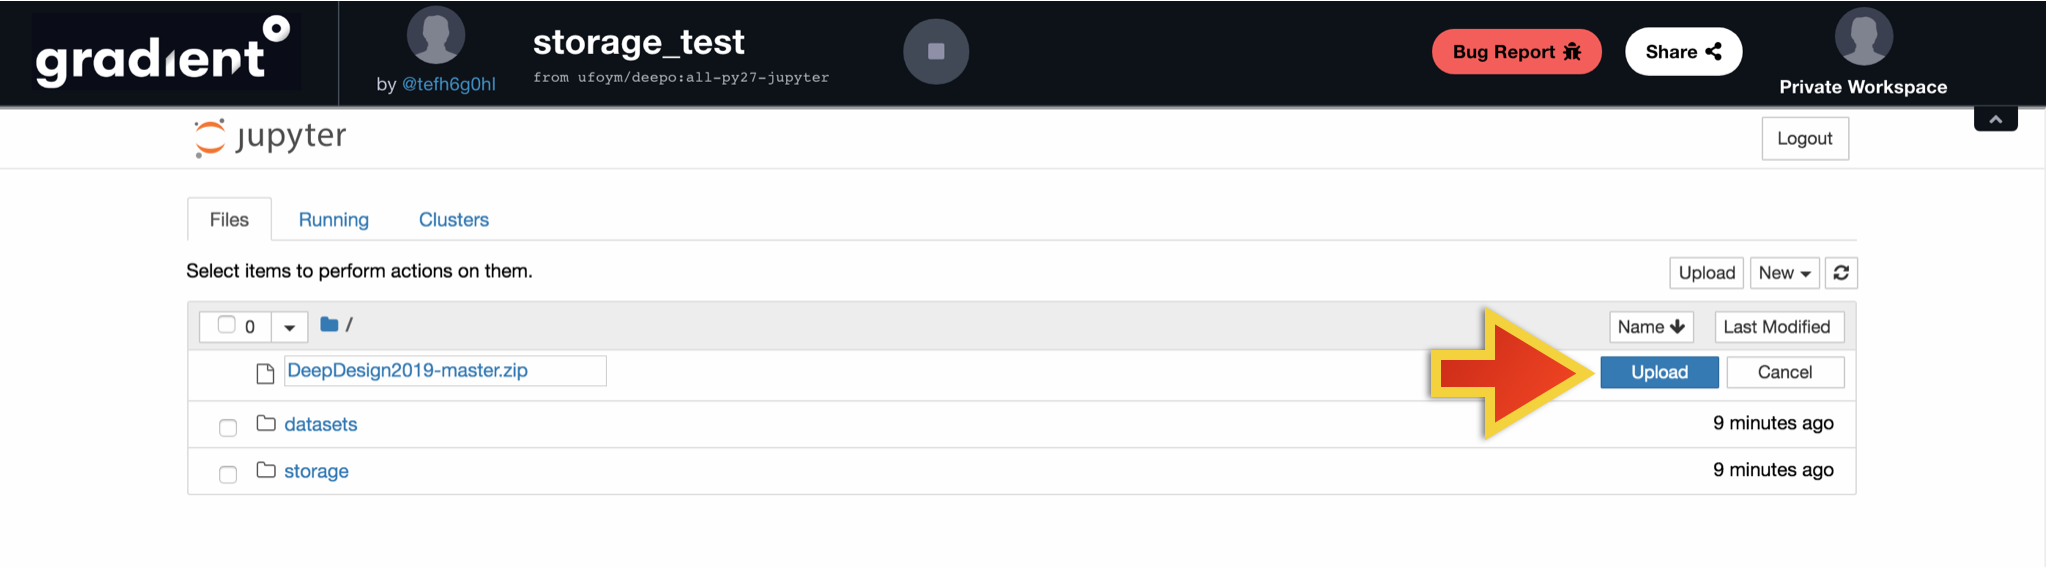 gradient
by @tefh6g0hl
storage_test
from ufoym/deepo:all-py27-jupyter
Bug Report
Share
Private Workspace
jupyter
Logout
Files Running Clusters
Select items to perform actions on them.
Upload New
0 /
Name Last Modified
DeepDesign2019-master.zip
Upload Cancel
datasets 9 minutes ago
storage 9 minutes ago